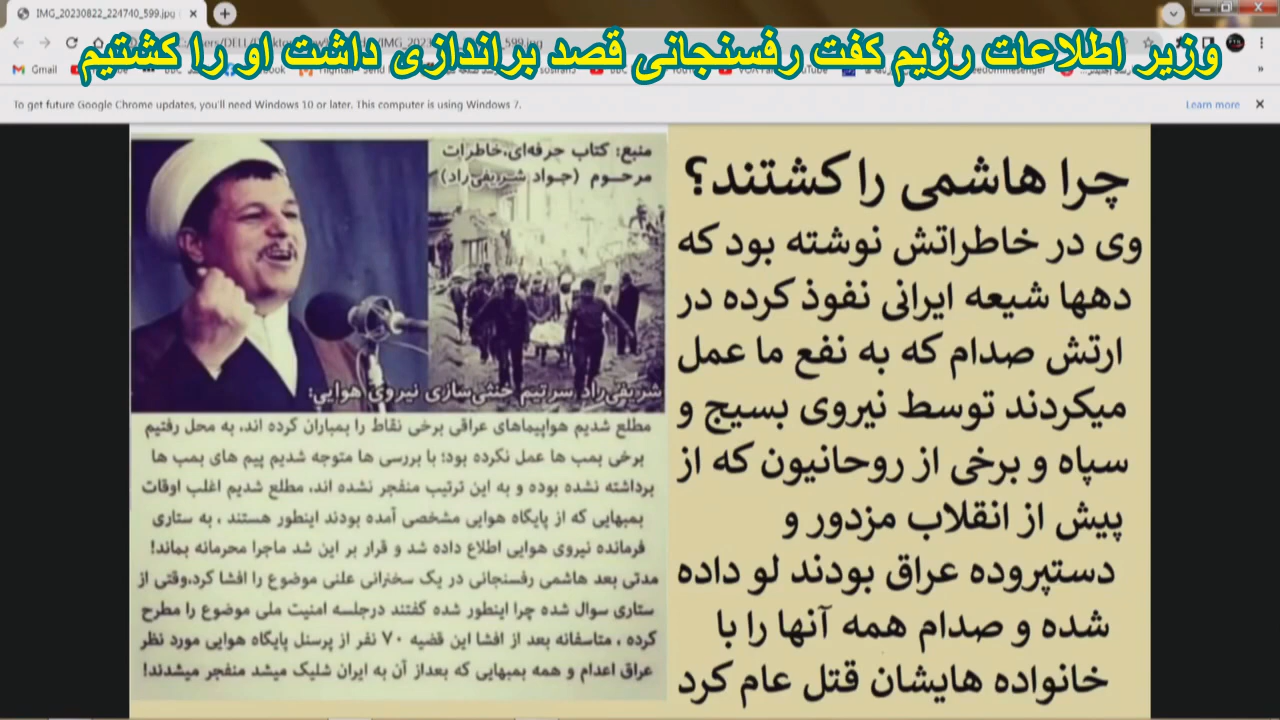 IMG_20230822_224740_599.jpg
وزیر اطلاعات رژیم کفت رفسنجانی قصد براندازی داشت او را کشتیم
Gmail
To get future Google Chrome updates, you'll need Windows 10 or later. This computer is using Windows 7.
Learn more
منبع: کتاب حرفه‌ای،خاطرات
مرحـوم (جـواد شـریفی‌راد)
شریفی‌راد سرتیم خنثی‌سازی نیروی هوایی:
مطلع شدیم هواپیماهای عراقی برخی نقاط را بمباران کرده اند، به محل رفتیم
برخی بمب ها عمل نکرده بود؛ با بررسی ها متوجه شدیم پیم های بمب ها
برداشته نشده بوده و به این ترتیب منفجر نشده اند، مطلع شدیم اغلب اوقات
بمبهایی که از پایگاه هوایی مشخصی آمده بودند اینطور هستند ، به ستاری
فرمانده نیروی هوایی اطلاع داده شد و قرار بر این شد ماجرا محرمانه بماند!
مدتی بعد هاشمی رفسنجانی در یک سخنرانی علنی موضوع را افشا کرد،وقتی از
ستاری سوال شده چرا اینطور شده گفتند درجلسه امنیت ملی موضوع را مطرح
کرده ، متاسفانه بعد از افشا این قضیه ۷۰ نفر از پرسنل پایگاه هوایی مورد نظر
عراق اعدام و همه بمبهایی که بعداز آن به ایران شلیک میشد منفجر میشدند!
چرا هاشمی را کشتند؟
وی در خاطراتش نوشته بود که
دهها شیعه ایرانی نفوذ کرده در
ارتش صدام که به نفع ما عمل
میکردند توسط نیروی بسیج و
سپاه و برخی از روحانیون که از
پیش از انقلاب مزدور و
دستپروده عراق بودند لو داده
شده و صدام همه آنها را با
خانواده هایشان قتل عام کرد